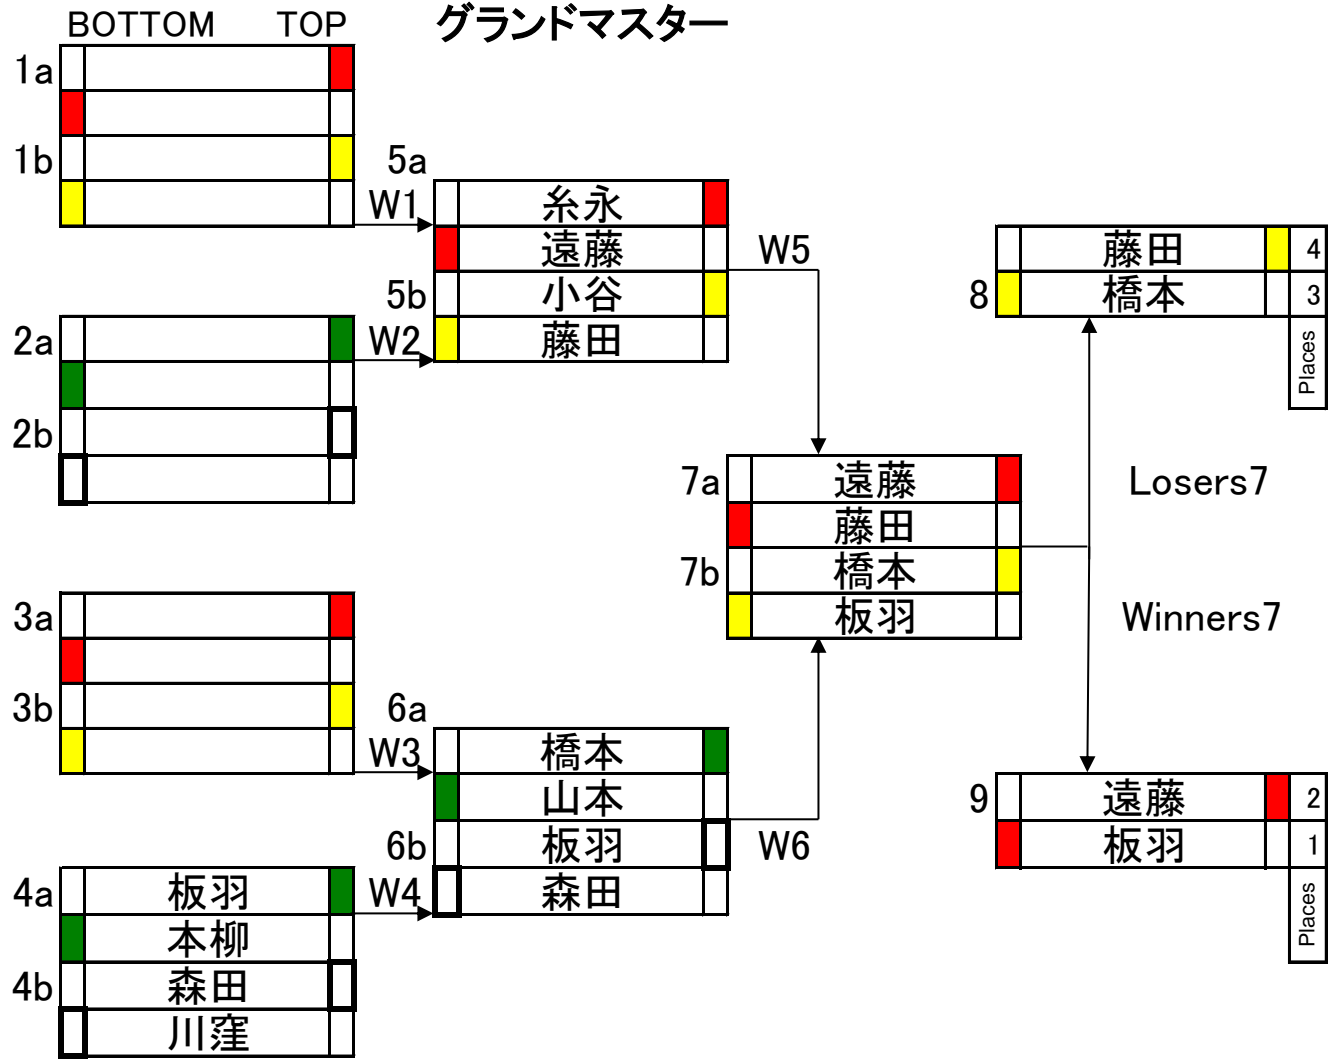 BOTTOM TOP グランドマスター
1a
1b
W1
2a
2b
W2
3a
3b
W3
4a 板羽
本柳
4b 森田
川窪
W4
5a
糸永
遠藤
5b 小谷
藤田
W5
6a
橋本
山本
6b 板羽
森田
W6
7a 遠藤
藤田
7b 橋本
板羽
藤田 4
8 橋本 3
Places
Losers7
Winners7
9 遠藤 2
板羽 1
Places